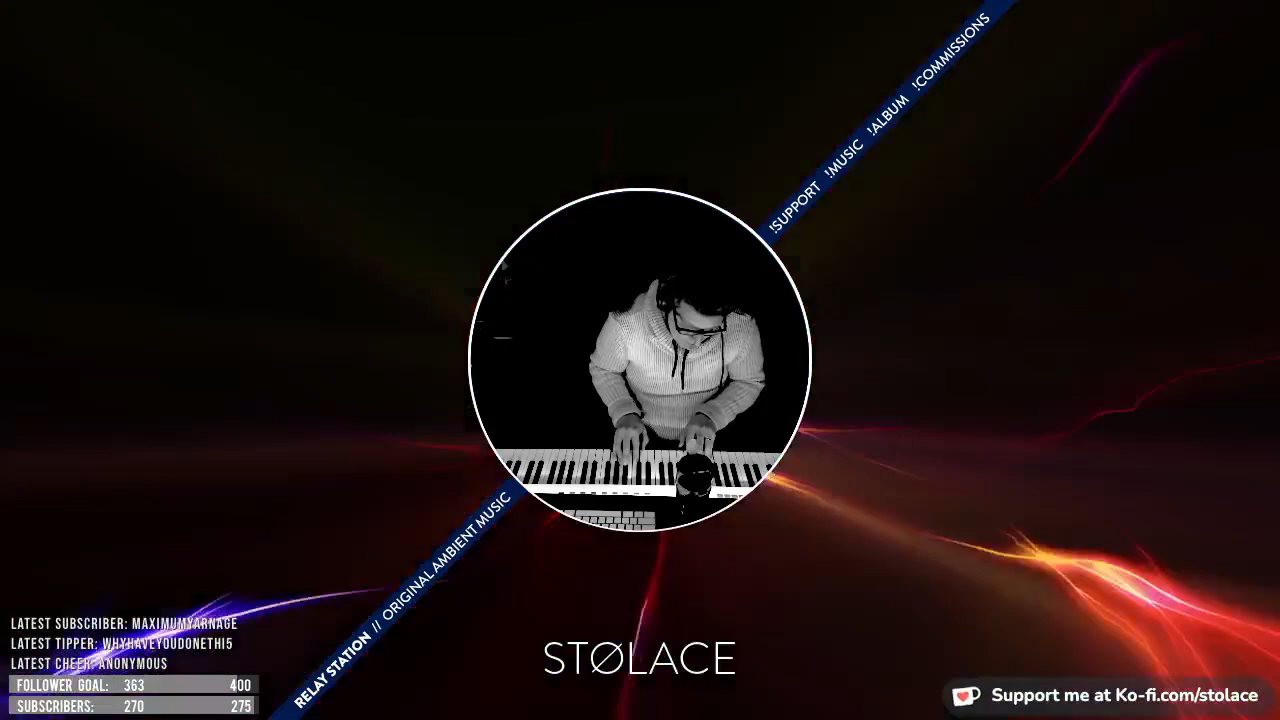 !SUPPORT !MUSIC !ALBUM !COMMISSIONS
RELAY STATION // ORIGINAL AMBIENT MUSIC
STØLACE
LATEST SUBSCRIBER: MAXIMUMYARNAGE
LATEST TIPPER: WHYHAVEYOUDONETHI5
LATEST CHEER: ANONYMOUS
FOLLOWER GOAL: 363 400
SUBSCRIBERS: 270 275
Support me at Ko-fi.com/stolace